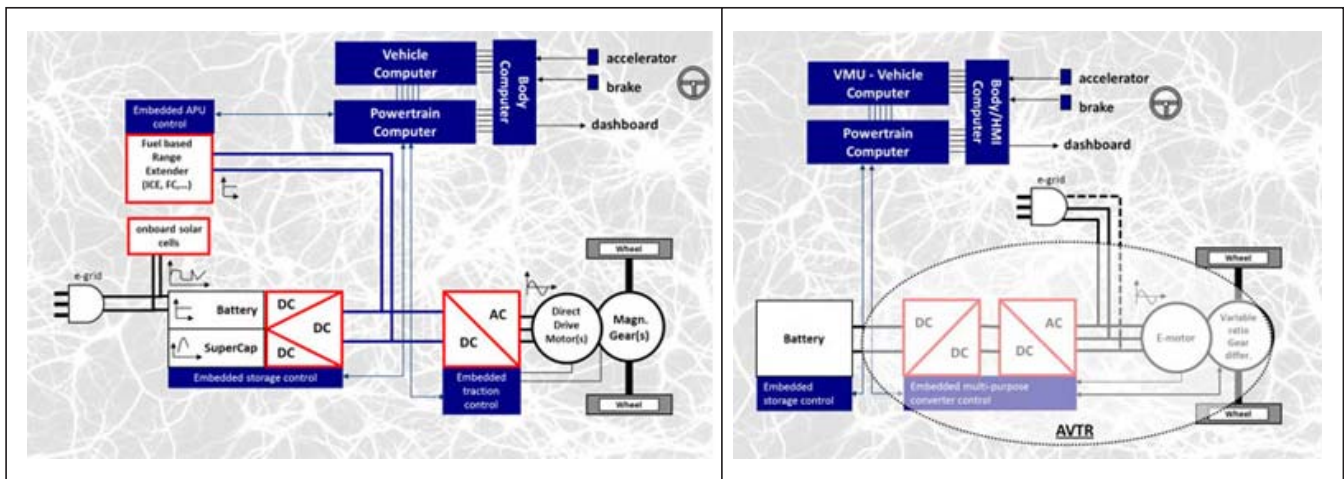 Vehicle
Computer
Powertrain
Computer
Body
Computer
accelerator
brake
dashboard
Embedded APU
control
Fuel based
Range
Extender
(ICE, FC,...)
onboard solar
cells
e-grid
Battery
SuperCap
DC
DC
DC
Embedded storage control
AC
DC
Embedded
traction
control
Direct
Drive
Motor(s)
Magn.
Gear(s)
Wheel
Wheel
VMU - Vehicle
Computer
Powertrain
Computer
Body/HMI
Computer
accelerator
brake
dashboard
e-grid
Battery
Embedded
storage control
DC
DC
AC
DC
Embedded multi-purpose
converter control
E-motor
Variable
ratio
Gear
differ.
Wheel
Wheel
AVTR